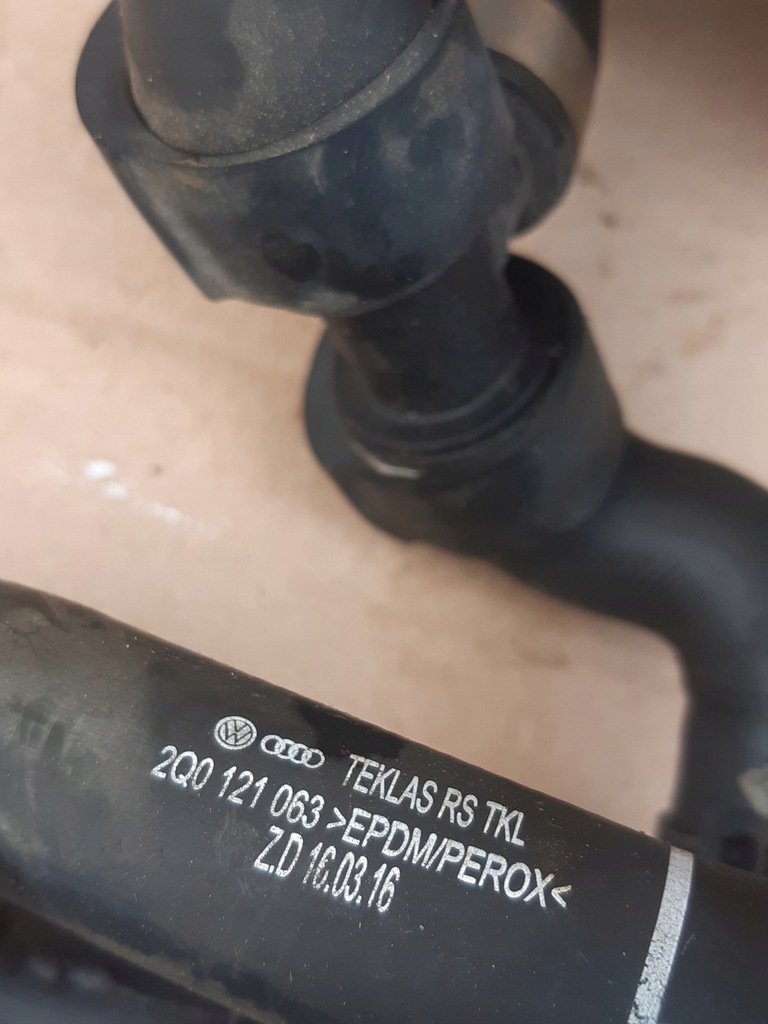 TEKLAS RS TKL
2Q0 121 063 >EPDM/PEROX<
Z.D 16.03.16